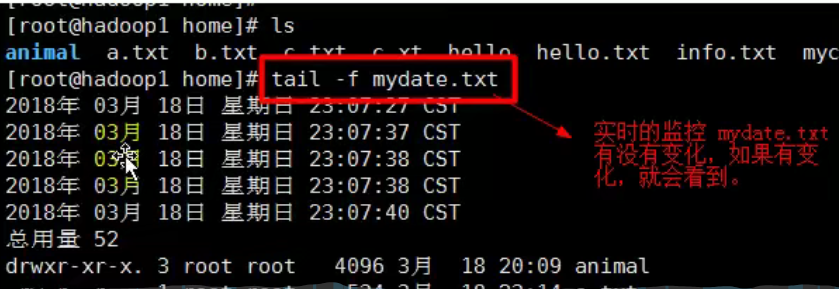 [root@hadoop1 home]# ls
animal a.txt b.txt c.txt c.xt hello hello.txt info.txt myc
[root@hadoop1 home]# tail -f mydate.txt
2018年 03月 18日 星期日 23:07:27 CST
2018年 03月 18日 星期日 23:07:37 CST
2018年 03月 18日 星期日 23:07:38 CST
2018年 03月 18日 星期日 23:07:38 CST
2018年 03月 18日 星期日 23:07:40 CST
总用量 52
drwxr-xr-x. 3 root root 4096 3月 18 20:09 animal
实时的监控 mydate.txt
有没有变化，如果有变
化，就会看到。